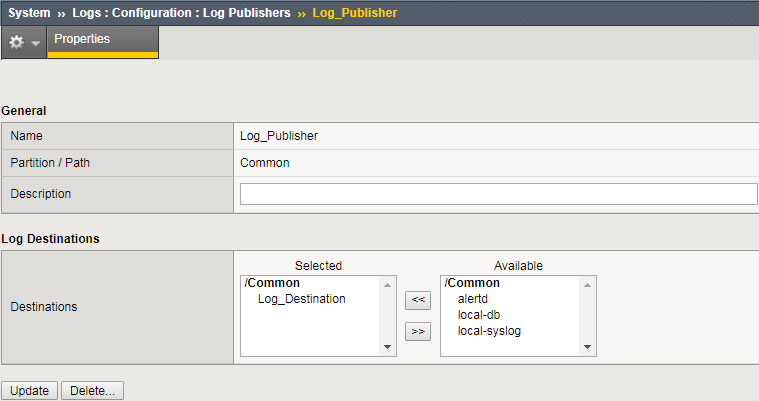 System ›› Logs : Configuration : Log Publishers ›› Log_Publisher
Properties
General
Name Log_Publisher
Partition / Path Common
Description
Log Destinations
Selected Available
Destinations
/Common
Log_Destination
<<
>>
/Common
alertd
local-db
local-syslog
Update Delete...